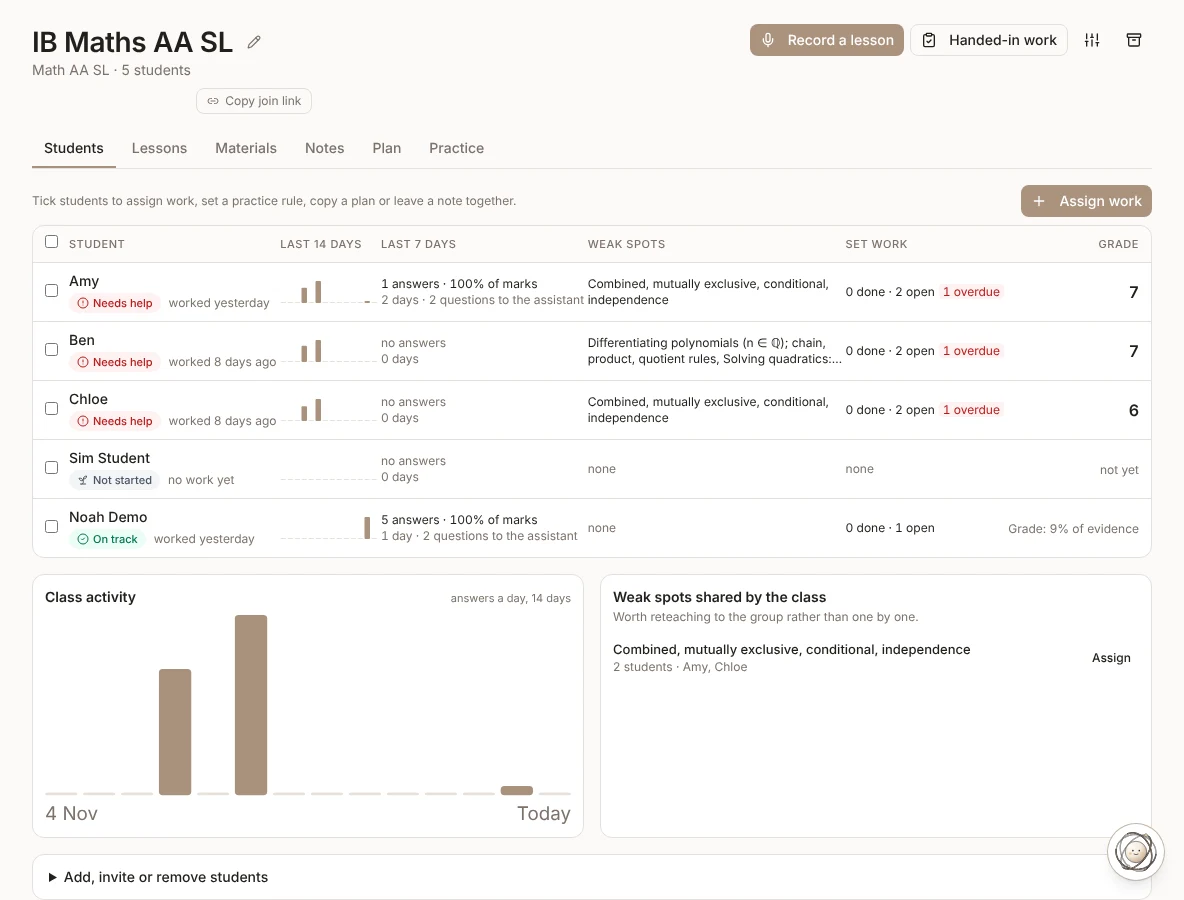 IB Maths AA SL
Record a lesson
Handed-in work
Math AA SL · 5 students
Copy join link
Students
Lessons
Materials
Notes
Plan
Practice
Tick students to assign work, set a practice rule, copy a plan or leave a note together.
+ Assign work
STUDENT
LAST 14 DAYS
LAST 7 DAYS
WEAK SPOTS
SET WORK
GRADE
Amy
Needs help
worked yesterday
1 answers · 100% of marks
2 days · 2 questions to the assistant
Combined, mutually exclusive, conditional,
independence
0 done · 2 open
1 overdue
7
Ben
Needs help
worked 8 days ago
no answers
0 days
Differentiating polynomials (n ∈ ℚ); chain,
product, quotient rules, Solving quadratics:...
0 done · 2 open
1 overdue
7
Chloe
Needs help
worked 8 days ago
no answers
0 days
Combined, mutually exclusive, conditional,
independence
0 done · 2 open
1 overdue
6
Sim Student
Not started
no work yet
no answers
0 days
none
none
not yet
Noah Demo
On track
worked yesterday
5 answers · 100% of marks
1 day · 2 questions to the assistant
none
0 done · 1 open
Grade: 9% of evidence
Class activity
answers a day, 14 days
4 Nov
Today
Weak spots shared by the class
Worth reteaching to the group rather than one by one.
Combined, mutually exclusive, conditional, independence
2 students · Amy, Chloe
Assign
Add, invite or remove students